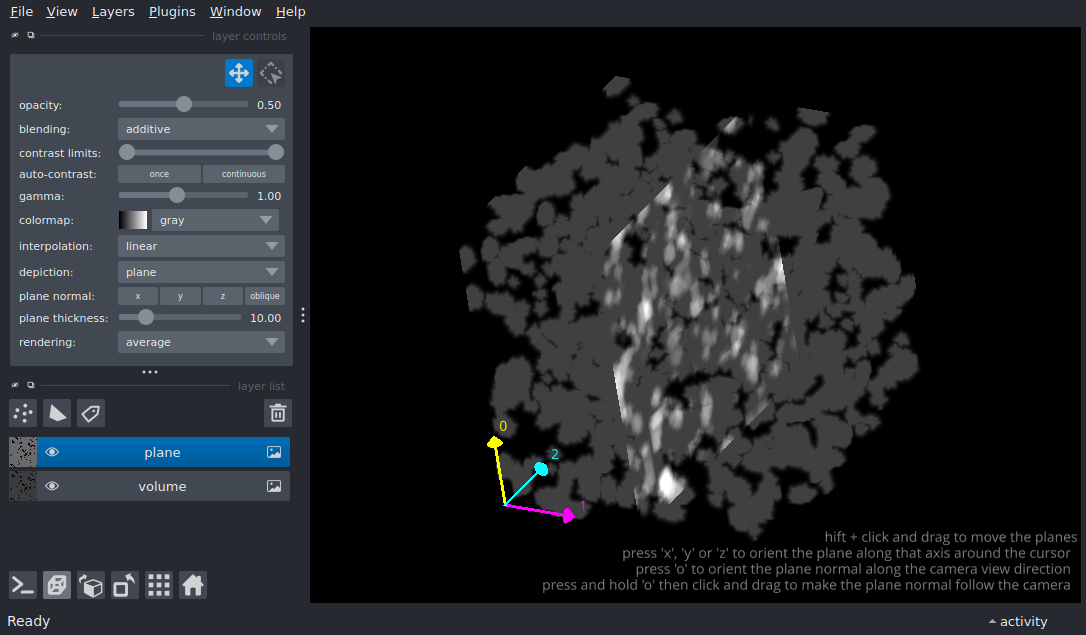 File View Layers Plugins Window Help
layer controls
opacity: 0.50
blending: additive
contrast limits:
auto-contrast: once continuous
gamma: 1.00
colormap: gray
interpolation: linear
depiction: plane
plane normal: x y z oblique
plane thickness: 10.00
rendering: average
layer list
plane
volume
0
2
1
hift + click and drag to move the planes
press 'x', 'y' or 'z' to orient the plane along that axis around the cursor
press 'o' to orient the plane normal along the camera view direction
press and hold 'o' then click and drag to make the plane normal follow the camera
Ready
activity